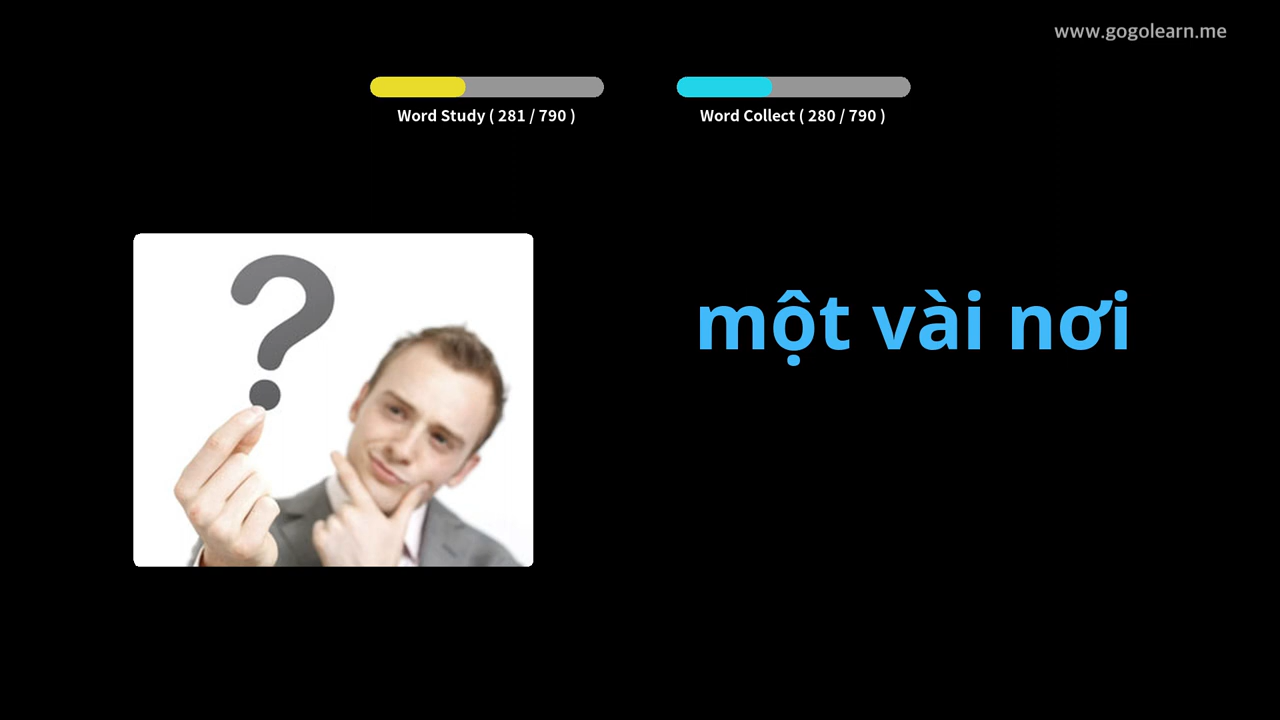 www.gogolearn.me
Word Study ( 281 / 790 )
Word Collect ( 280 / 790 )
?
một vài nơi